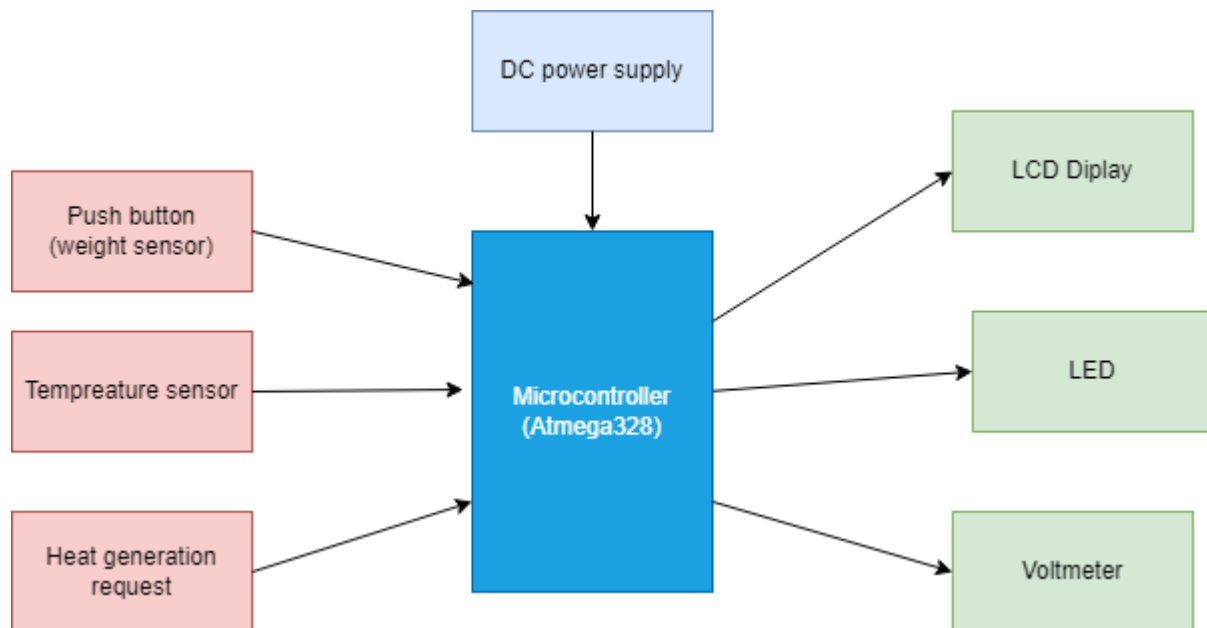 DC power supply
LCD Diplay
Push button
(weight sensor)
LED
Tempreature sensor
Microcontroller
(Atmega328)
Heat generation
request
Voltmeter